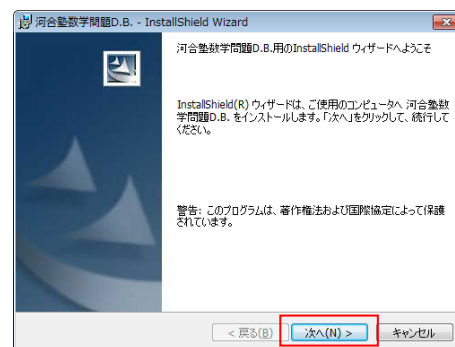 河合塾数学問題D.B. - InstallShield Wizard
河合塾数学問題D.B.用のInstallShield ウィザードへようこそ
InstallShield(R) ウィザードは、ご使用のコンピュータへ 河合塾数
学問題D.B. をインストールします。「次へ」をクリックして、続行して
ください。
警告: このプログラムは、著作権法および国際協定によって保護
されています。
< 戻る(B)
次へ(N) >
キャンセル